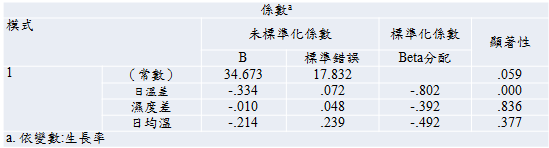 係數a
模式 未標準化係數 標準化係數 顯著性
B 標準錯誤 Beta分配
1 （常數） 34.673 17.832 .059
日溫差 -.334 .072 -.802 .000
濕度差 -.010 .048 -.392 .836
日均溫 -.214 .239 -.492 .377
a. 依變數:生長率